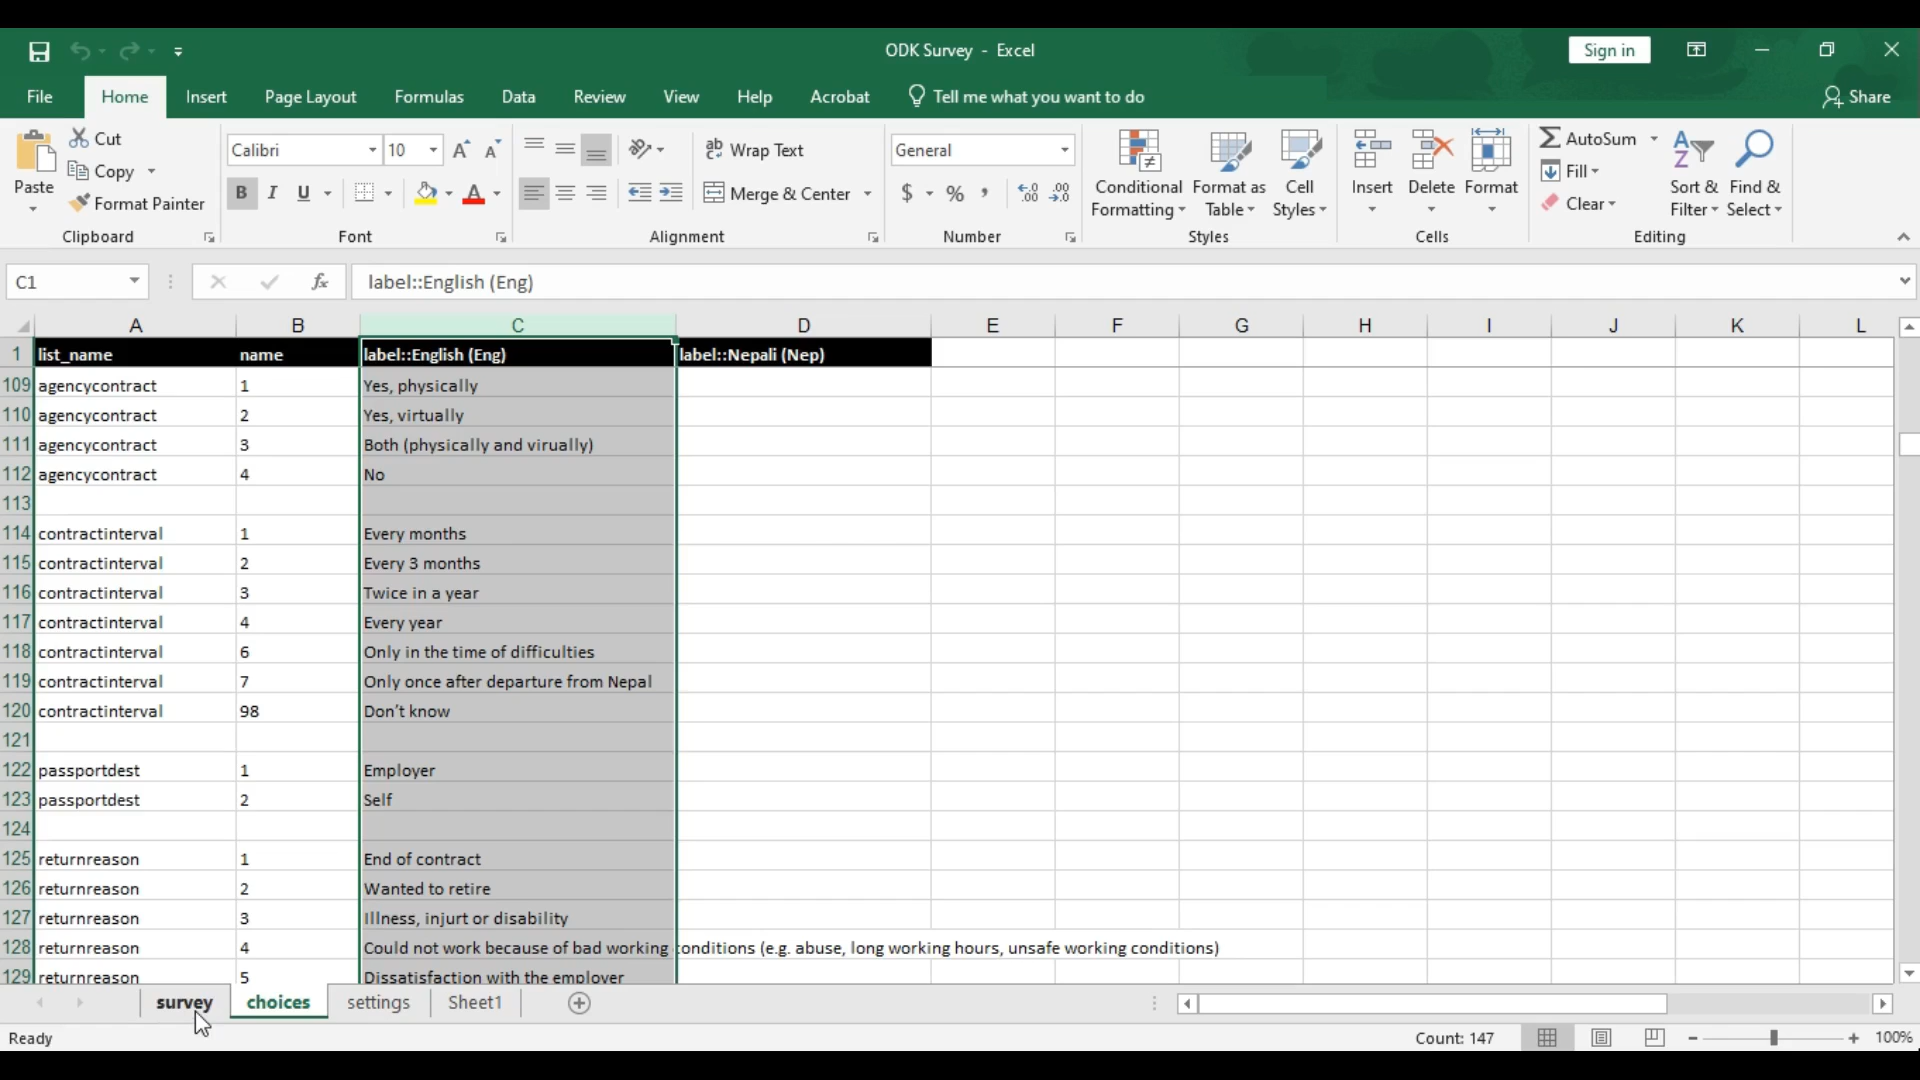 ODK Survey - Excel
Sign in
File Home Insert Page Layout Formulas Data Review View Help Acrobat Tell me what you want to do Share
Paste
Cut
Copy
Format Painter
Clipboard
Calibri 10
B I U
Font
Wrap Text
Merge & Center
Alignment
General
$ % ,
Number
Conditional Formatting
Format as Table
Cell Styles
Styles
Insert Delete Format
Cells
AutoSum
Fill
Clear
Sort & Filter
Find & Select
Editing
C1 fx label::English (Eng)
A B C D E F G H I J K L
1 list_name name label::English (Eng) label::Nepali (Nep)
109 agencycontract 1 Yes, physically
110 agencycontract 2 Yes, virtually
111 agencycontract 3 Both (physically and virually)
112 agencycontract 4 No
113
114 contractinterval 1 Every months
115 contractinterval 2 Every 3 months
116 contractinterval 3 Twice in a year
117 contractinterval 4 Every year
118 contractinterval 6 Only in the time of difficulties
119 contractinterval 7 Only once after departure from Nepal
120 contractinterval 98 Don't know
121
122 passportdest 1 Employer
123 passportdest 2 Self
124
125 returnreason 1 End of contract
126 returnreason 2 Wanted to retire
127 returnreason 3 Illness, injurt or disability
128 returnreason 4 Could not work because of bad working conditions (e.g. abuse, long working hours, unsafe working conditions)
129 returnreason 5 Dissatisfaction with the employer
survey choices settings Sheet1
Ready Count: 147 100%